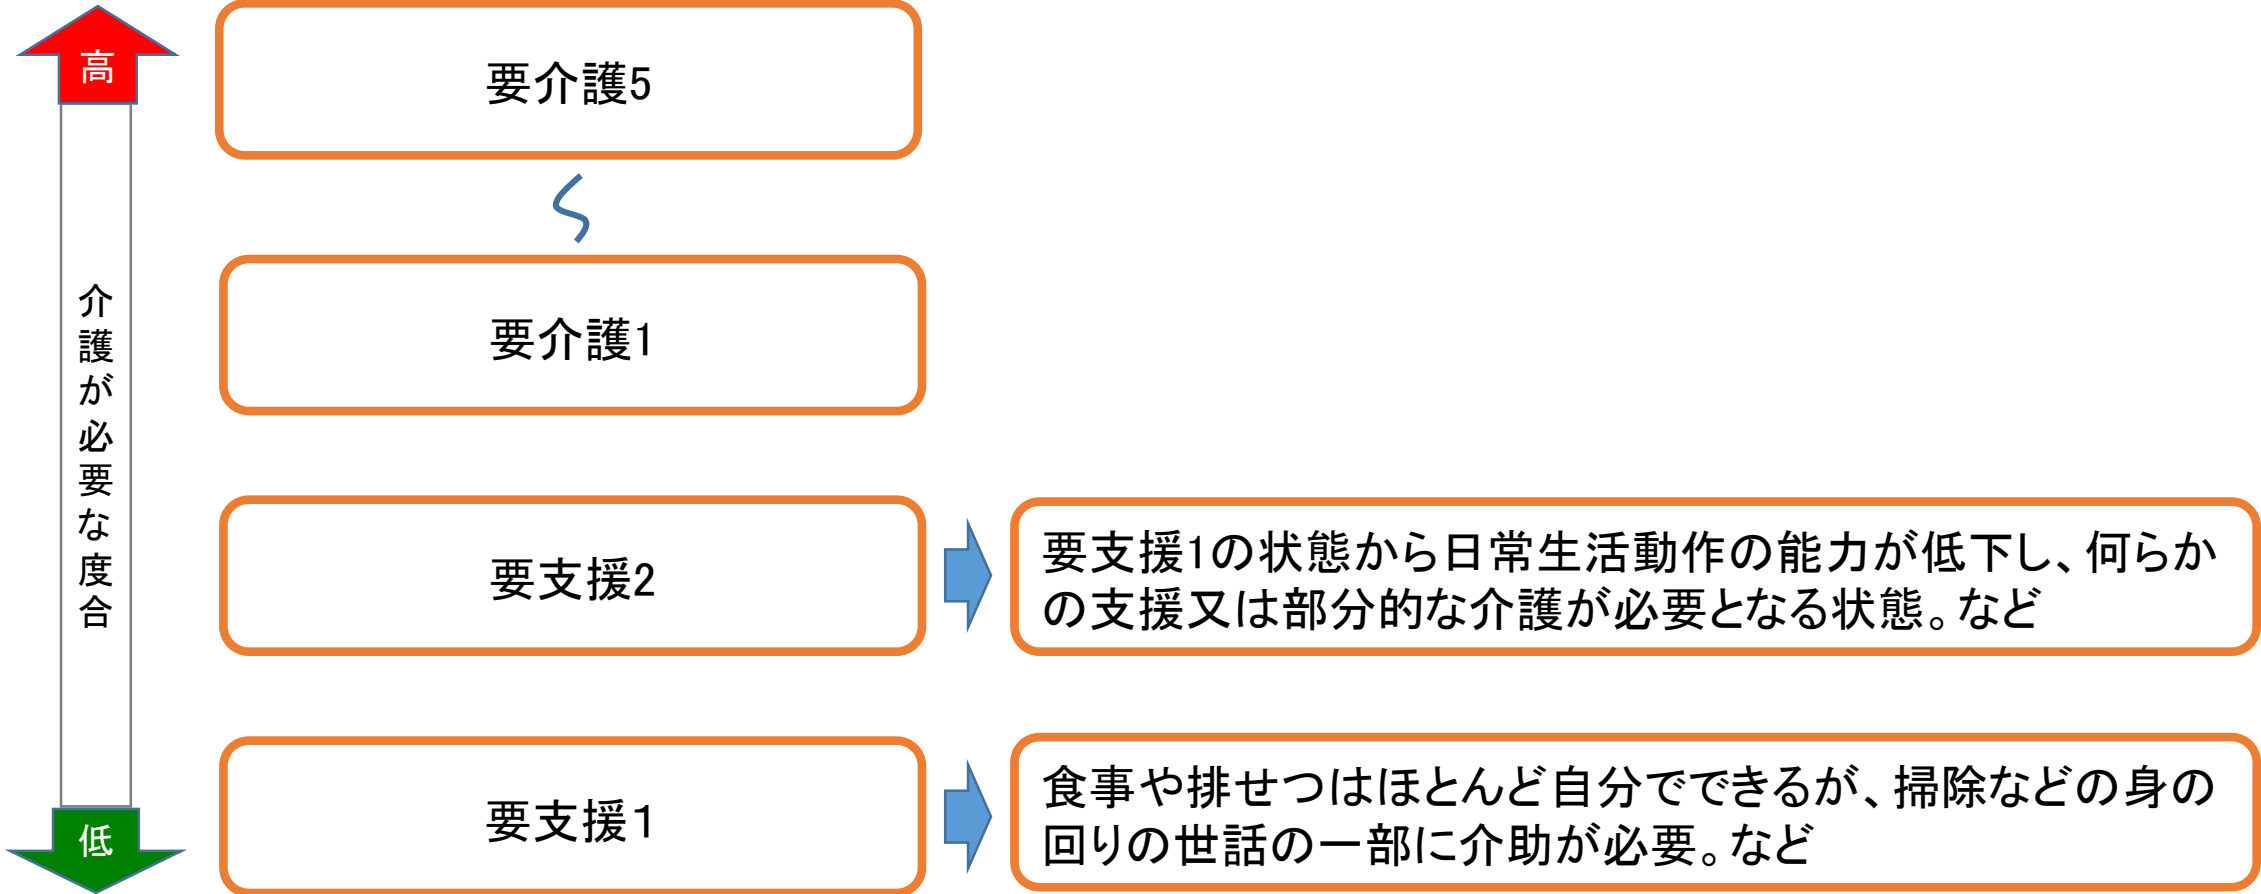 高
介護が必要な度合
低
要介護5
要介護1
要支援2
要支援1の状態から日常生活動作の能力が低下し、何らか
の支援又は部分的な介護が必要となる状態。など
要支援１
食事や排せつはほとんど自分でできるが、掃除などの身の
回りの世話の一部に介助が必要。など